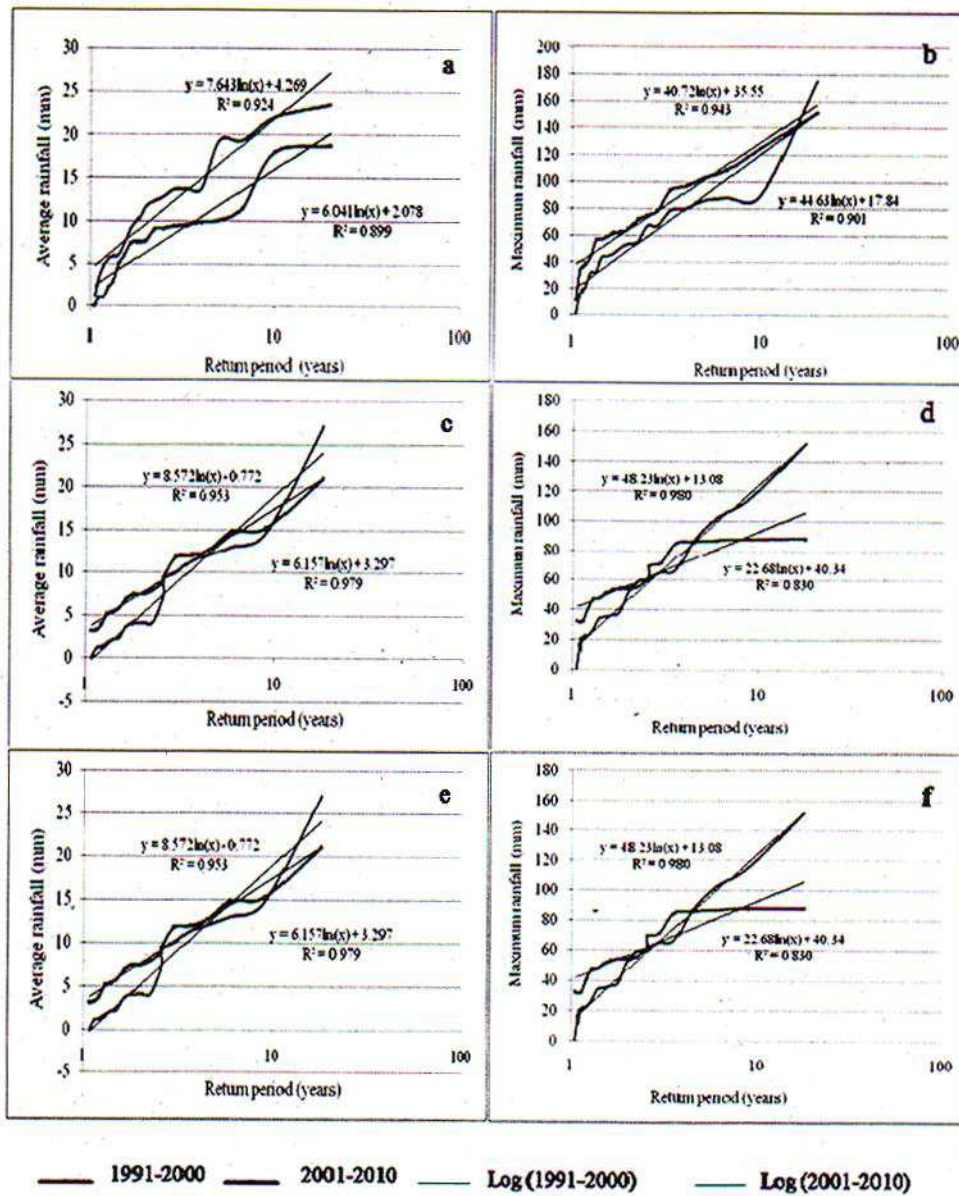 a
30
25
20
15
10
5
0
Average rainfall (mm)
y = 7.643ln(x) + 4.269
R² = 0.924
y = 6.041ln(x) + 2.078
R² = 0.899
1 10 100
Return period (years)
b
200
180
160
140
120
100
80
60
40
20
0
Maximum rainfall (mm)
y = 40.72ln(x) + 35.55
R² = 0.943
y = 44.63ln(x) + 17.84
R² = 0.901
1 10 100
Return period (years)
c
30
25
20
15
10
5
0
-5
Average rainfall (mm)
y = 8.572ln(x) - 0.772
R² = 0.953
y = 6.157ln(x) + 3.297
R² = 0.979
1 10 100
Return period (years)
d
180
160
140
120
100
80
60
40
20
0
Maximum rainfall (mm)
y = 48.23ln(x) + 13.08
R² = 0.980
y = 22.68ln(x) + 40.34
R² = 0.830
1 10 100
Return period (years)
e
30
25
20
15
10
5
0
-5
Average rainfall (mm)
y = 8.572ln(x) - 0.772
R² = 0.953
y = 6.157ln(x) + 3.297
R² = 0.979
1 10 100
Return period (years)
f
180
160
140
120
100
80
60
40
20
0
Maximum rainfall (mm)
y = 48.23ln(x) + 13.08
R² = 0.980
y = 22.68ln(x) + 40.34
R² = 0.830
1 10 100
Return period (years)
1991-2000 2001-2010 Log (1991-2000) Log (2001-2010)